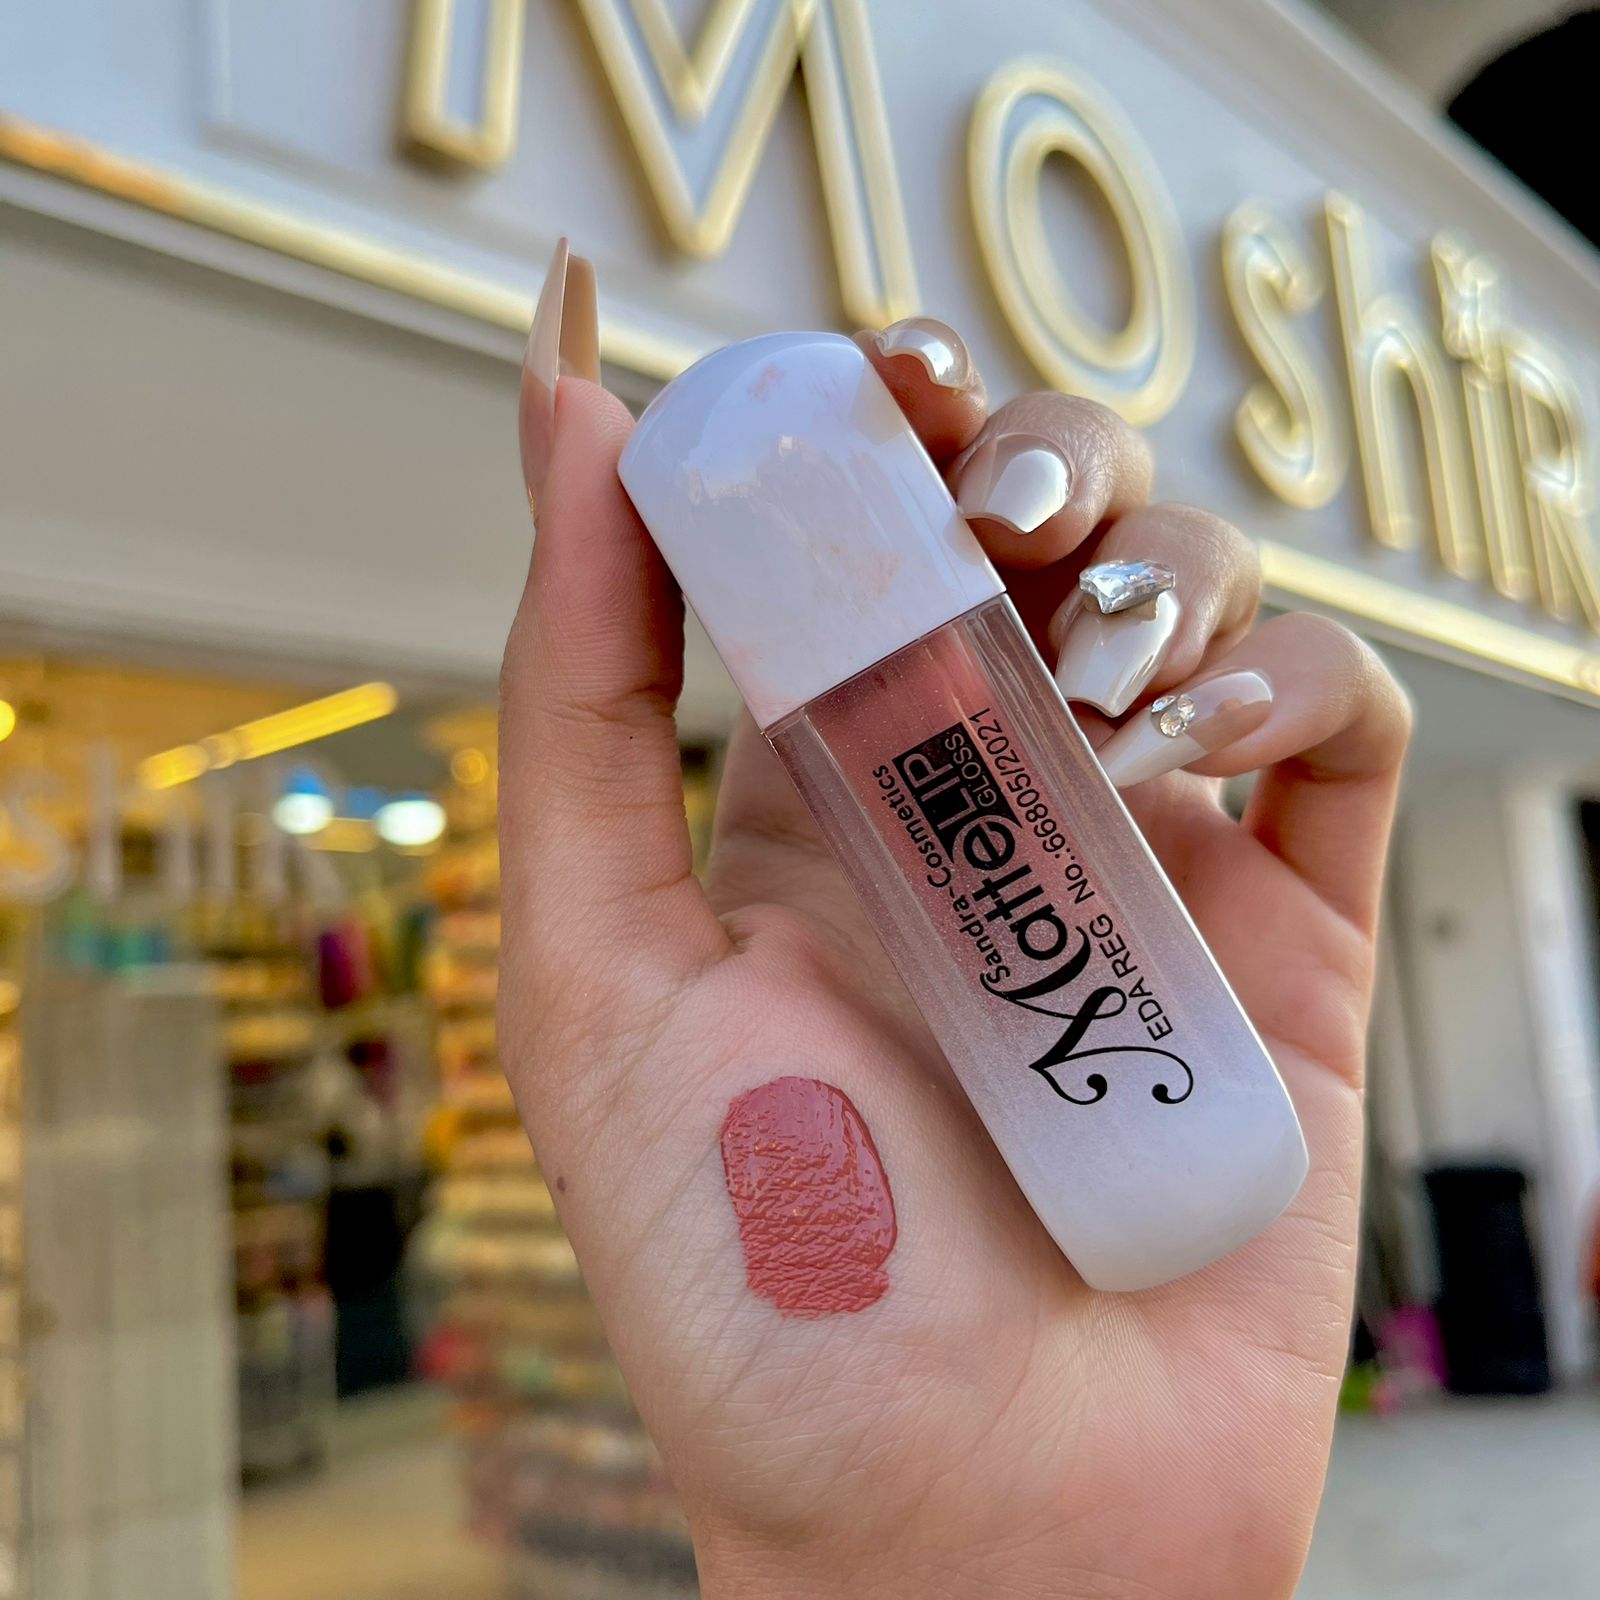 MoshiR
Sandra-Cosmetics
Matte LIP
GLOSS
EDA REG No.:66805/2021